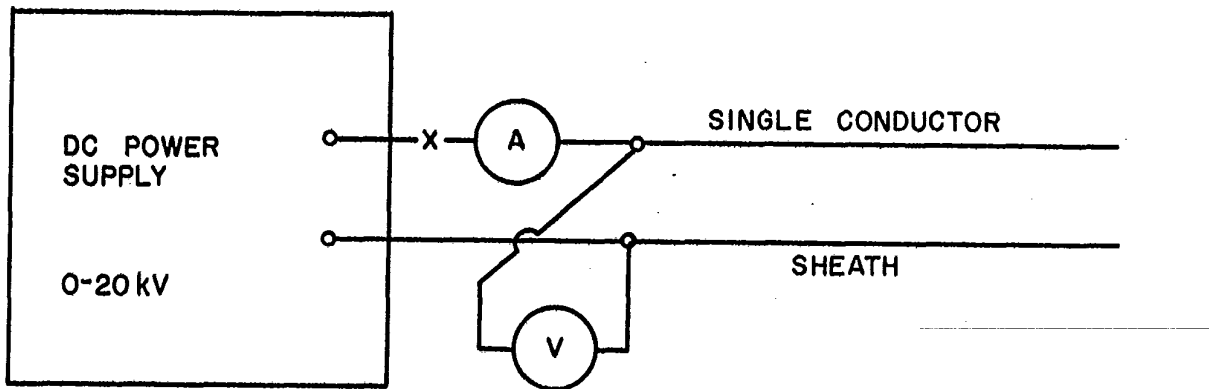 DC POWER
SUPPLY
0-20 kV
X
A
SINGLE CONDUCTOR
SHEATH
V